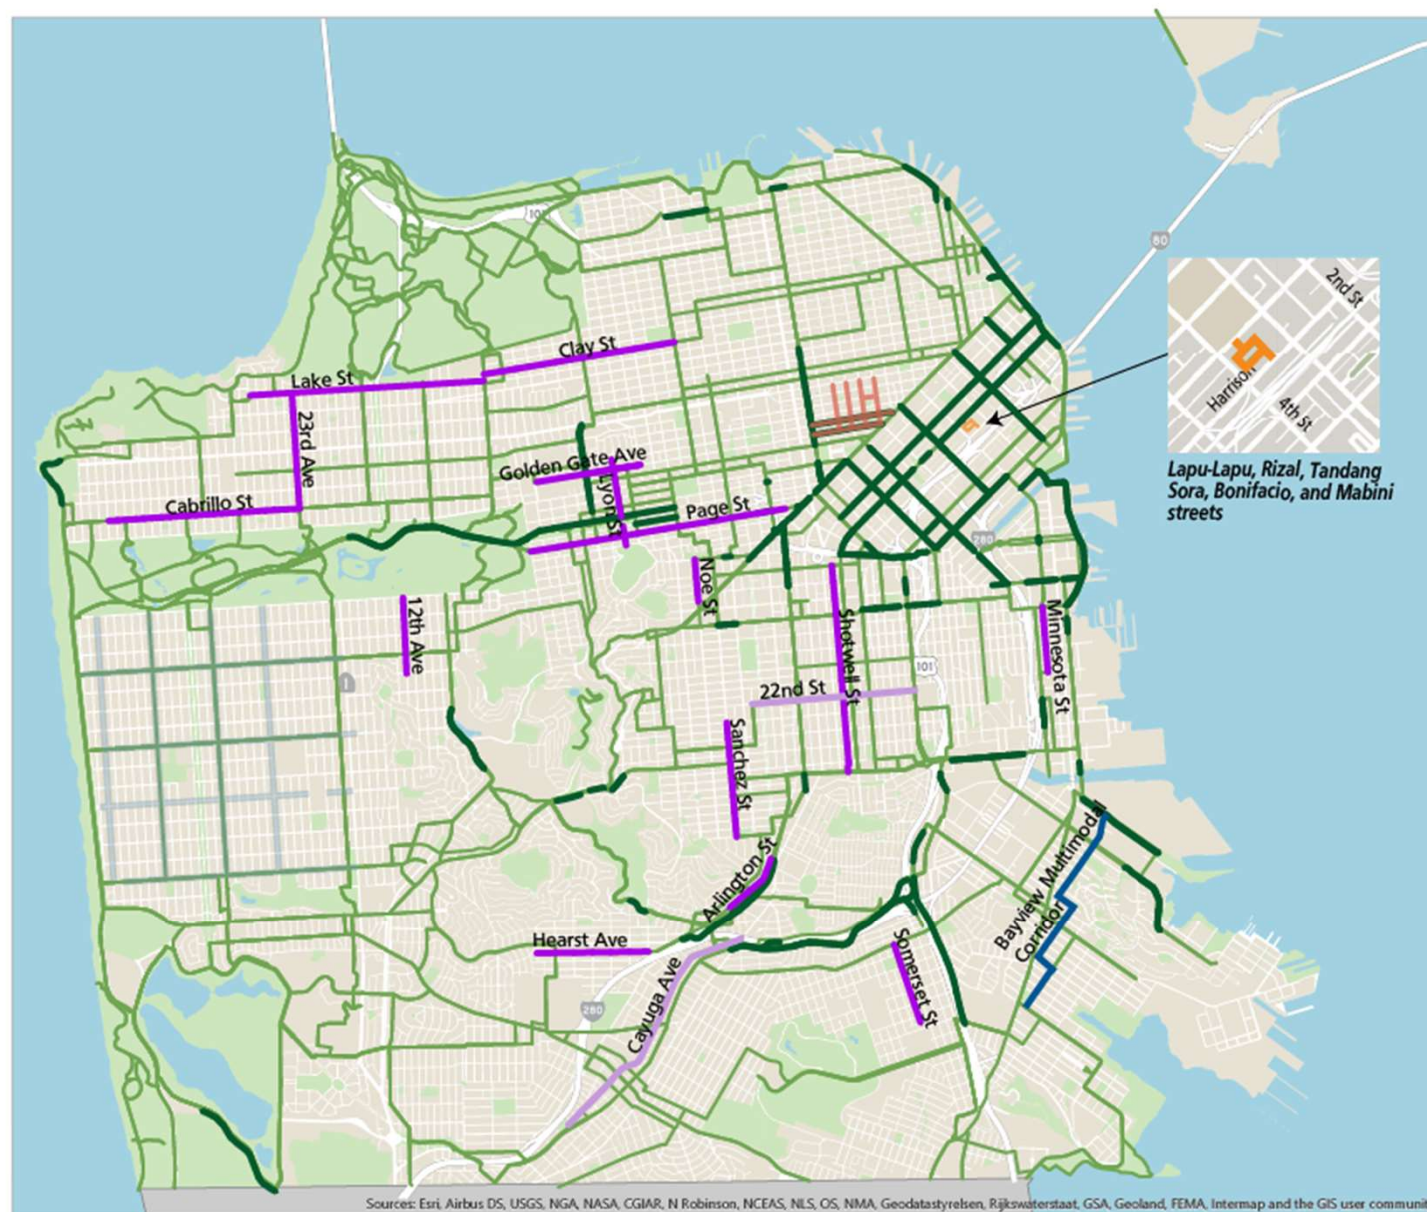 101
80
2nd St
Harrison
4th St
Lapu-Lapu, Rizal, Tandang
Sora, Bonifacio, and Mabini
streets
Clay St
Lake St
23rd Ave
Golden Gate Ave
Lyon St
Cabrillo St
Page St
280
Noe St
12th Ave
Shotwell St
Minnesota St
101
1
22nd St
Sanchez St
Arlington St
Bayview Multimodal
Corridor
Hearst Ave
Somerset St
Cayuga Ave
280
Sources: Esri, Airbus DS, USGS, NGA, NASA, CGIAR, N Robinson, NCEAS, NLS, OS, NMA, Geodatastyrelsen, Rijkswaterstaat, GSA, Geoland, FEMA, Intermap and the GIS user